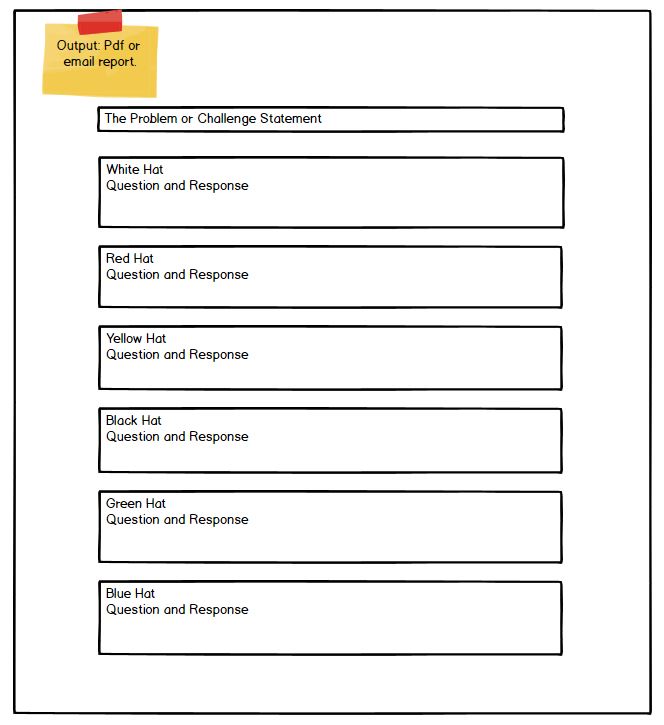 Output: Pdf or
email report.
The Problem or Challenge Statement
White Hat
Question and Response
Red Hat
Question and Response
Yellow Hat
Question and Response
Black Hat
Question and Response
Green Hat
Question and Response
Blue Hat
Question and Response